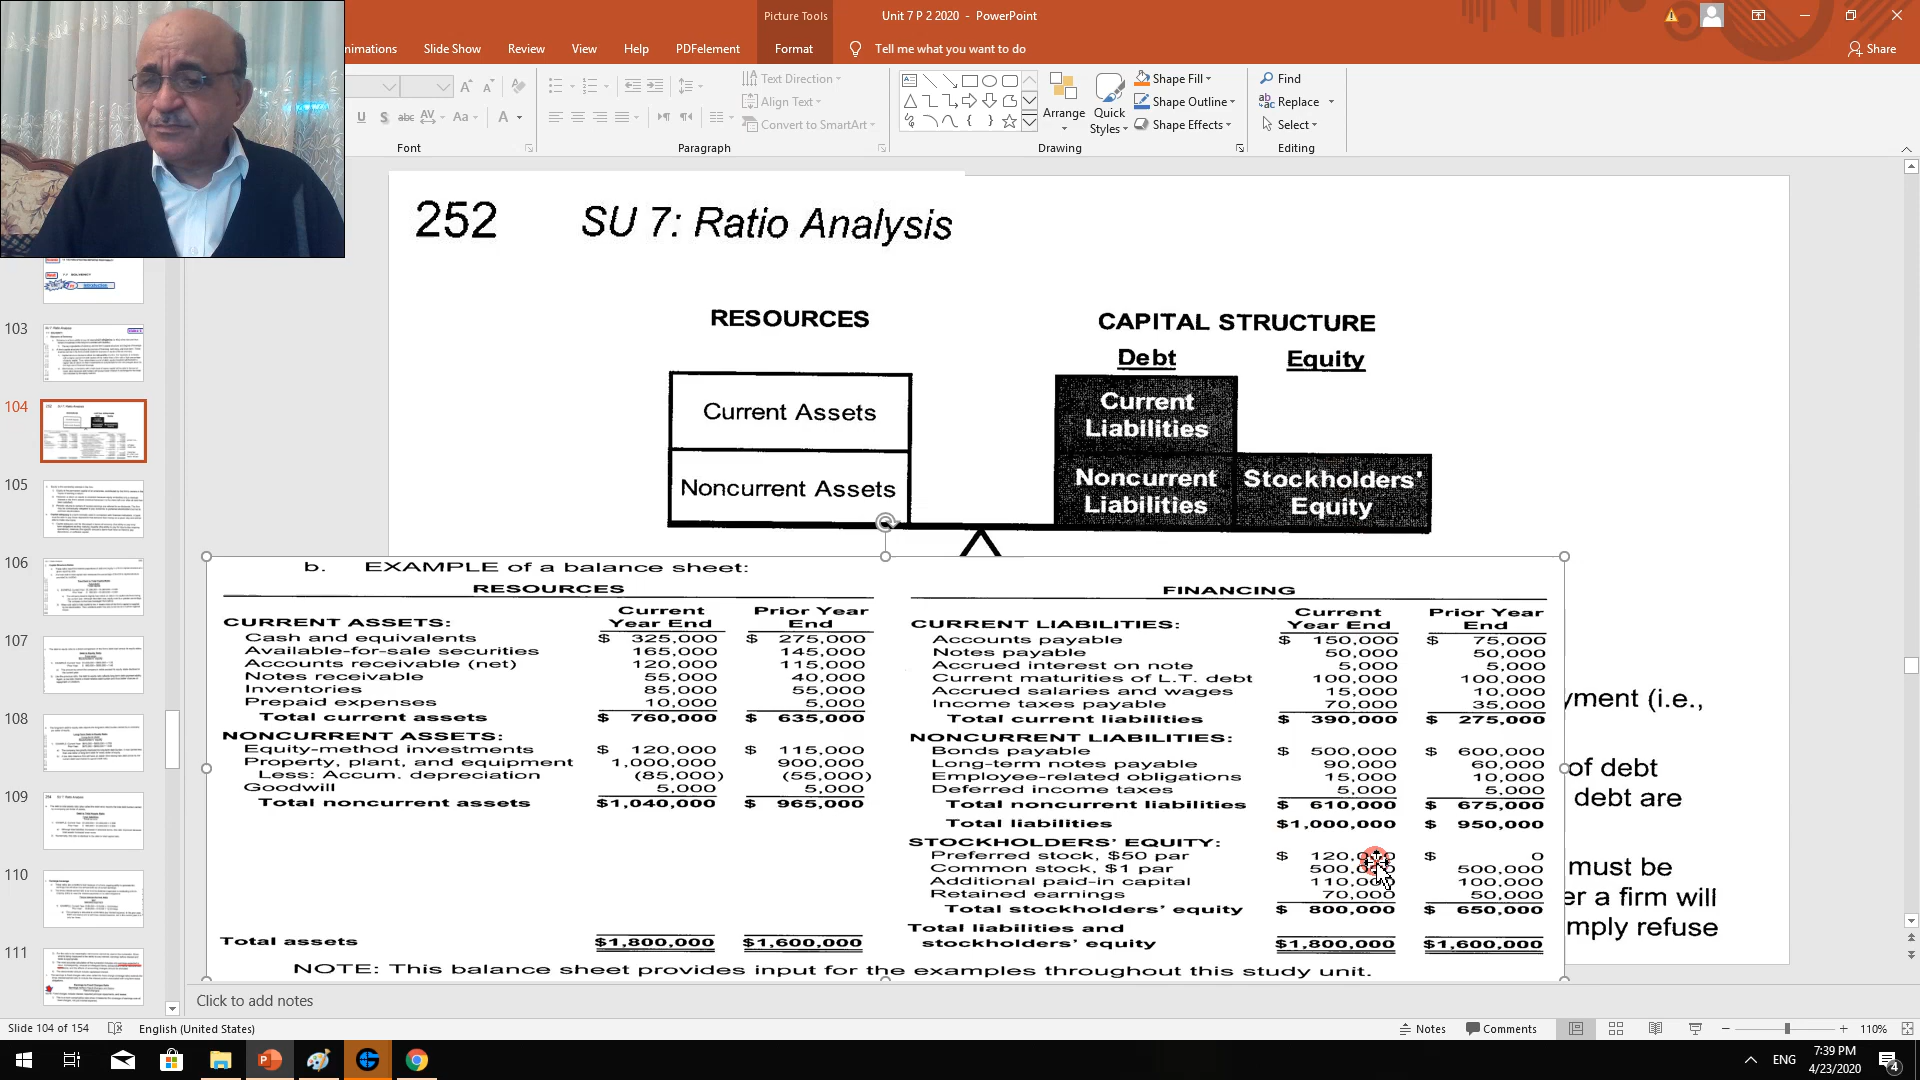 Picture Tools
Unit 7 P 2 2020 - PowerPoint
nimations
Slide Show
Review
View
Help
PDFelement
Format
Tell me what you want to do
Share
Text Direction
Align Text
Convert to SmartArt
Arrange
Quick
Styles
Shape Fill
Shape Outline
Shape Effects
Find
Replace
Select
Font
Paragraph
Drawing
Editing
252 SU 7: Ratio Analysis
RESOURCES
CAPITAL STRUCTURE
Debt Equity
Current Assets
Noncurrent Assets
Current
Liabilities
Noncurrent
Liabilities
Stockholders'
Equity
b. EXAMPLE of a balance sheet:
RESOURCES
Current Prior Year
CURRENT ASSETS: Year End End
Cash and equivalents $ 325,000 $ 275,000
Available-for-sale securities 165,000 145,000
Accounts receivable (net) 120,000 115,000
Notes receivable 55,000 40,000
Inventories 85,000 55,000
Prepaid expenses 10,000 5,000
Total current assets $ 760,000 $ 635,000
NONCURRENT ASSETS:
Equity-method investments $ 120,000 $ 115,000
Property, plant, and equipment 1,000,000 900,000
Less: Accum. depreciation (85,000) (55,000)
Goodwill 5,000 5,000
Total noncurrent assets $1,040,000 $ 965,000
Total assets $1,800,000 $1,600,000
FINANCING
Current Prior Year
CURRENT LIABILITIES: Year End End
Accounts payable $ 150,000 $ 75,000
Notes payable 50,000 50,000
Accrued interest on note 5,000 5,000
Current maturities of L.T. debt 100,000 100,000
Accrued salaries and wages 15,000 10,000
Income taxes payable 70,000 35,000
Total current liabilities $ 390,000 $ 275,000
NONCURRENT LIABILITIES:
Bonds payable $ 500,000 $ 600,000
Long-term notes payable 90,000 60,000
Employee-related obligations 15,000 10,000
Deferred income taxes 5,000 5,000
Total noncurrent liabilities $ 610,000 $ 675,000
Total liabilities $1,000,000 $ 950,000
STOCKHOLDERS' EQUITY:
Preferred stock, $50 par $ 120,000 $ 0
Common stock, $1 par 500,000 500,000
Additional paid-in capital 110,000 100,000
Retained earnings 70,000 50,000
Total stockholders' equity $ 800,000 $ 650,000
Total liabilities and
stockholders' equity $1,800,000 $1,600,000
NOTE: This balance sheet provides input for the examples throughout this study unit.
yment (i.e.,
of debt
debt are
must be
er a firm will
mply refuse
103
104
105
106
107
108
109
110
111
Click to add notes
Slide 104 of 154
English (United States)
Notes
Comments
110%
ENG
7:39 PM
4/23/2020
4